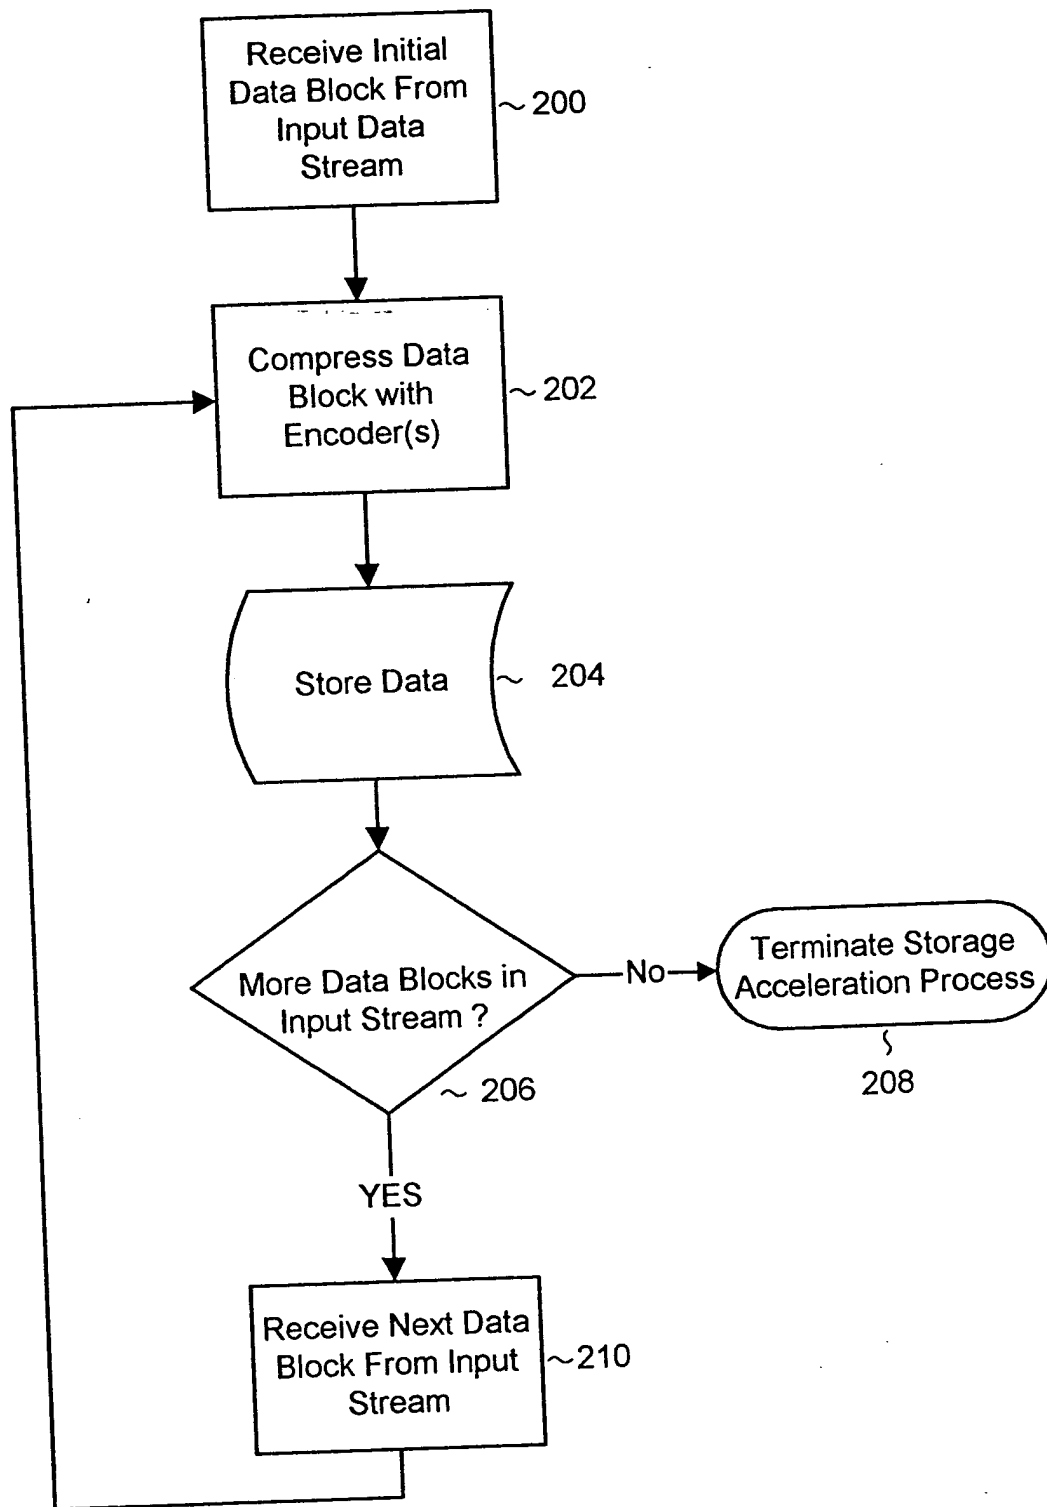 Receive Initial
Data Block From
Input Data
Stream
~ 200
Compress Data
Block with
Encoder(s)
~ 202
Store Data
~ 204
More Data Blocks in
Input Stream ?
~ 206
No
Terminate Storage
Acceleration Process
208
YES
Receive Next Data
Block From Input
Stream
~210